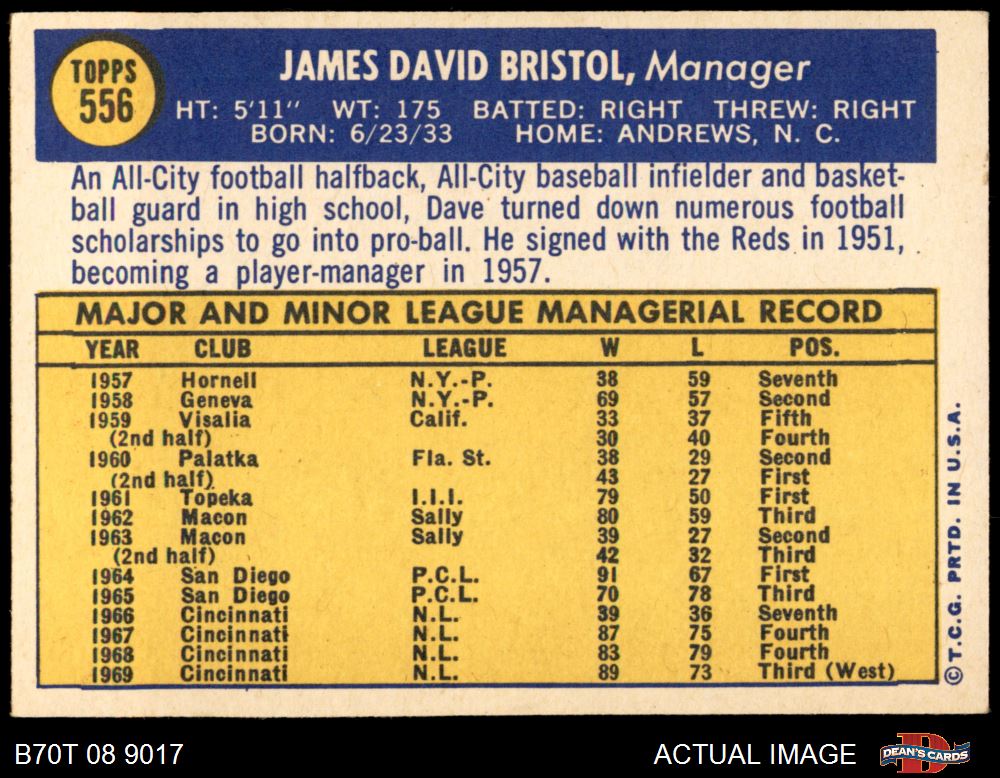 TOPPS
556
JAMES DAVID BRISTOL, Manager
HT: 5'11" WT: 175 BATTED: RIGHT THREW: RIGHT
BORN: 6/23/33 HOME: ANDREWS, N. C.
An All-City football halfback, All-City baseball infielder and basket-
ball guard in high school, Dave turned down numerous football
scholarships to go into pro-ball. He signed with the Reds in 1951,
becoming a player-manager in 1957.
MAJOR AND MINOR LEAGUE MANAGERIAL RECORD
YEAR CLUB LEAGUE W L POS.
1957 Hornell N.Y.-P. 38 59 Seventh
1958 Geneva N.Y.-P. 69 57 Second
1959 Visalia Calif. 33 37 Fifth
(2nd half) 30 40 Fourth
1960 Palatka Fla. St. 38 29 Second
(2nd half) 43 27 First
1961 Topeka I.I.I. 79 50 First
1962 Macon Sally 80 59 Third
1963 Macon Sally 39 27 Second
(2nd half) 42 32 Third
1964 San Diego P.C.L. 91 67 First
1965 San Diego P.C.L. 70 78 Third
1966 Cincinnati N.L. 39 36 Seventh
1967 Cincinnati N.L. 87 75 Fourth
1968 Cincinnati N.L. 83 79 Fourth
1969 Cincinnati N.L. 89 73 Third (West)
© T.C.G. PRTD. IN U.S.A.
B70T 08 9017 ACTUAL IMAGE
DEAN'S CARDS